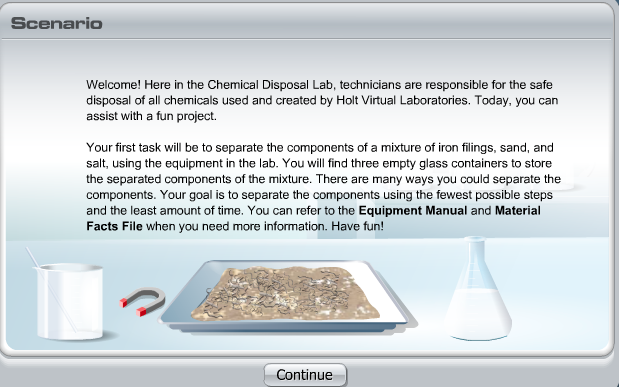 Scenario
Welcome! Here in the Chemical Disposal Lab, technicians are responsible for the safe
disposal of all chemicals used and created by Holt Virtual Laboratories. Today, you can
assist with a fun project.
Your first task will be to separate the components of a mixture of iron filings, sand, and
salt, using the equipment in the lab. You will find three empty glass containers to store
the separated components of the mixture. There are many ways you could separate the
components. Your goal is to separate the components using the fewest possible steps
and the least amount of time. You can refer to the Equipment Manual and Material
Facts File when you need more information. Have fun!
Continue